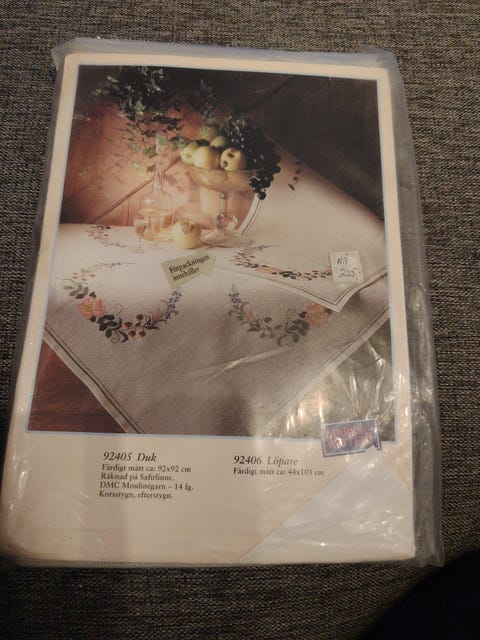 Förpackningen
innehåller
NÅ
225:-
92405 Duk
Färdigt mått ca: 92x92 cm
Räknad på Safirlinne.
DMC Moulinégarn – 14 fg.
Korsstygn, efterstygn.
92406 Löpare
Färdigt mått ca: 44x103 cm